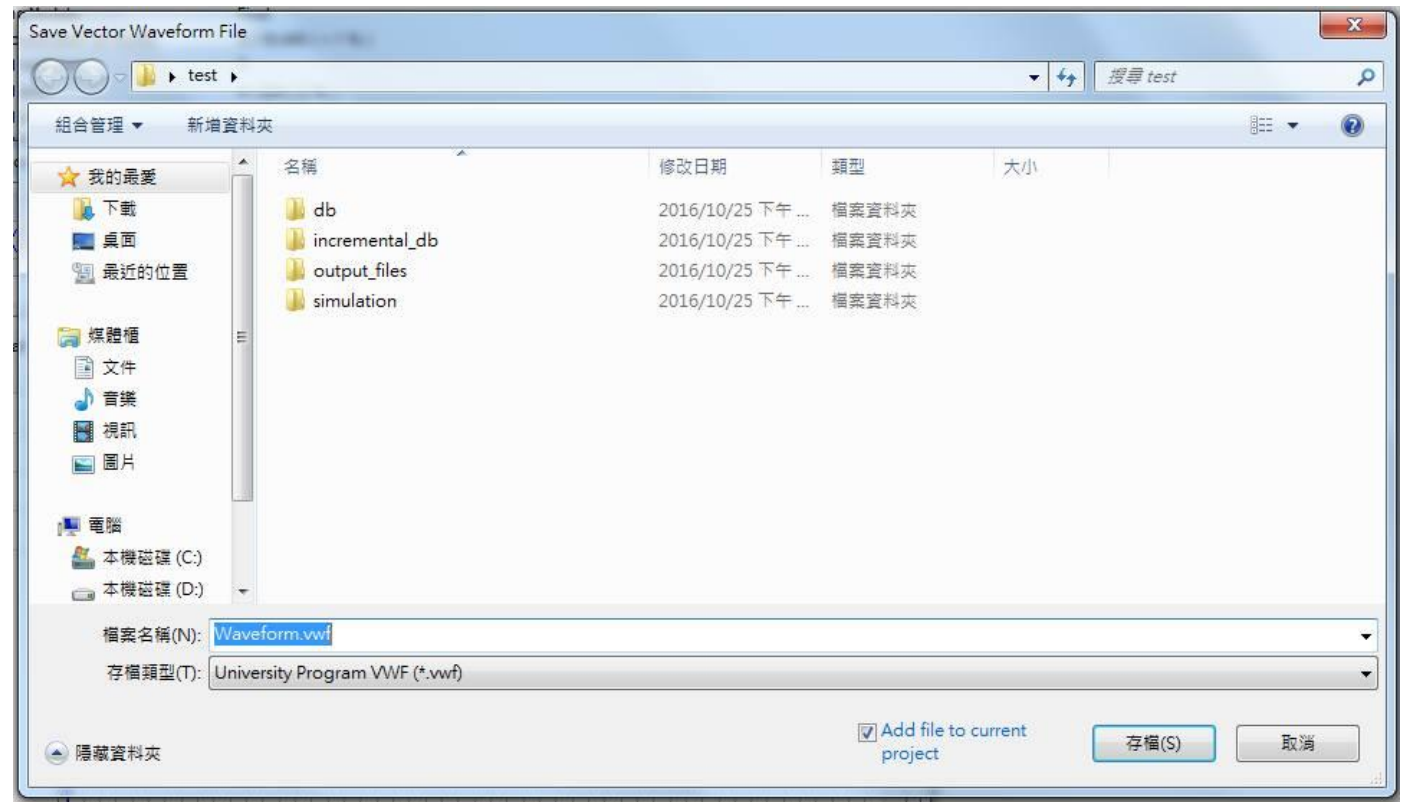 Save Vector Waveform File
test
搜尋 test
組合管理
新增資料夾
我的最愛
下載
桌面
最近的位置
媒體櫃
文件
音樂
視訊
圖片
電腦
本機磁碟 (C:)
本機磁碟 (D:)
名稱 修改日期 類型 大小
db 2016/10/25 下午 ... 檔案資料夾
incremental_db 2016/10/25 下午 ... 檔案資料夾
output_files 2016/10/25 下午 ... 檔案資料夾
simulation 2016/10/25 下午 ... 檔案資料夾
檔案名稱(N): Waveform.vwf
存檔類型(T): University Program VWF (*.vwf)
隱藏資料夾
Add file to current
project
存檔(S)
取消